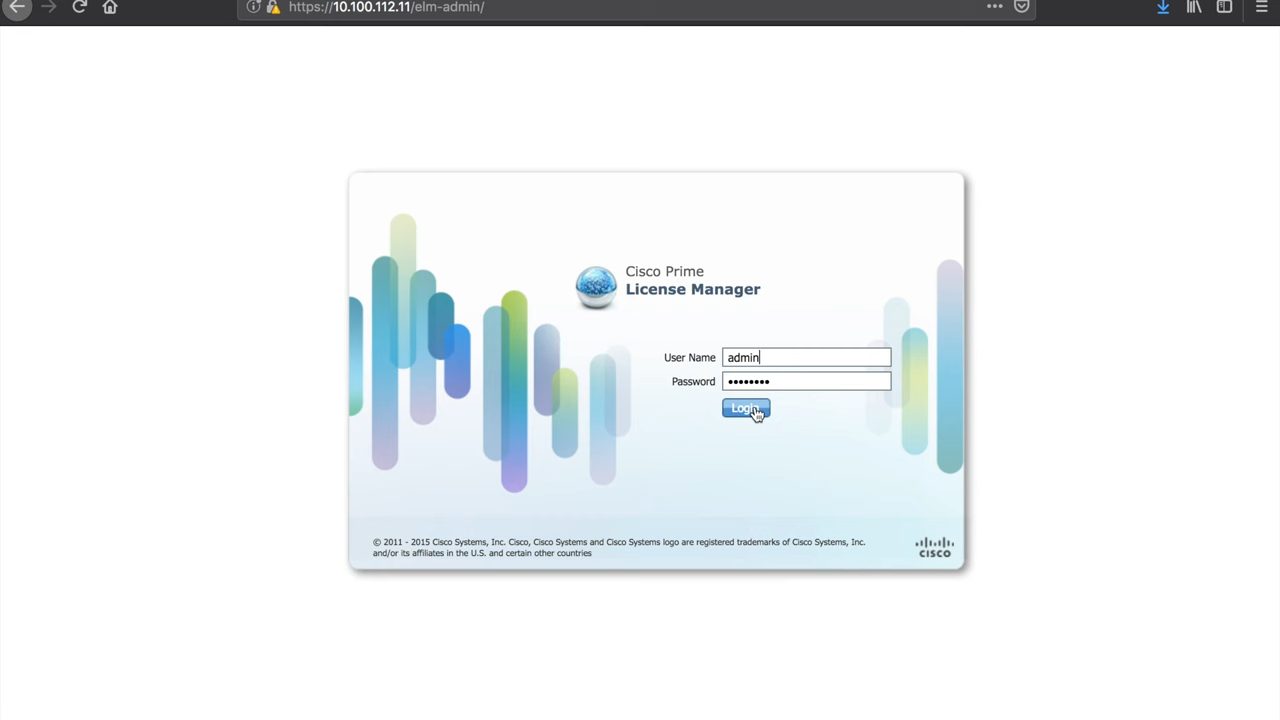 https://10.100.112.11/elm-admin/
Cisco Prime
License Manager
User Name admin
Password
Login
© 2011 - 2015 Cisco Systems, Inc. Cisco, Cisco Systems and Cisco Systems logo are registered trademarks of Cisco Systems, Inc.
and/or its affiliates in the U.S. and certain other countries
CISCO